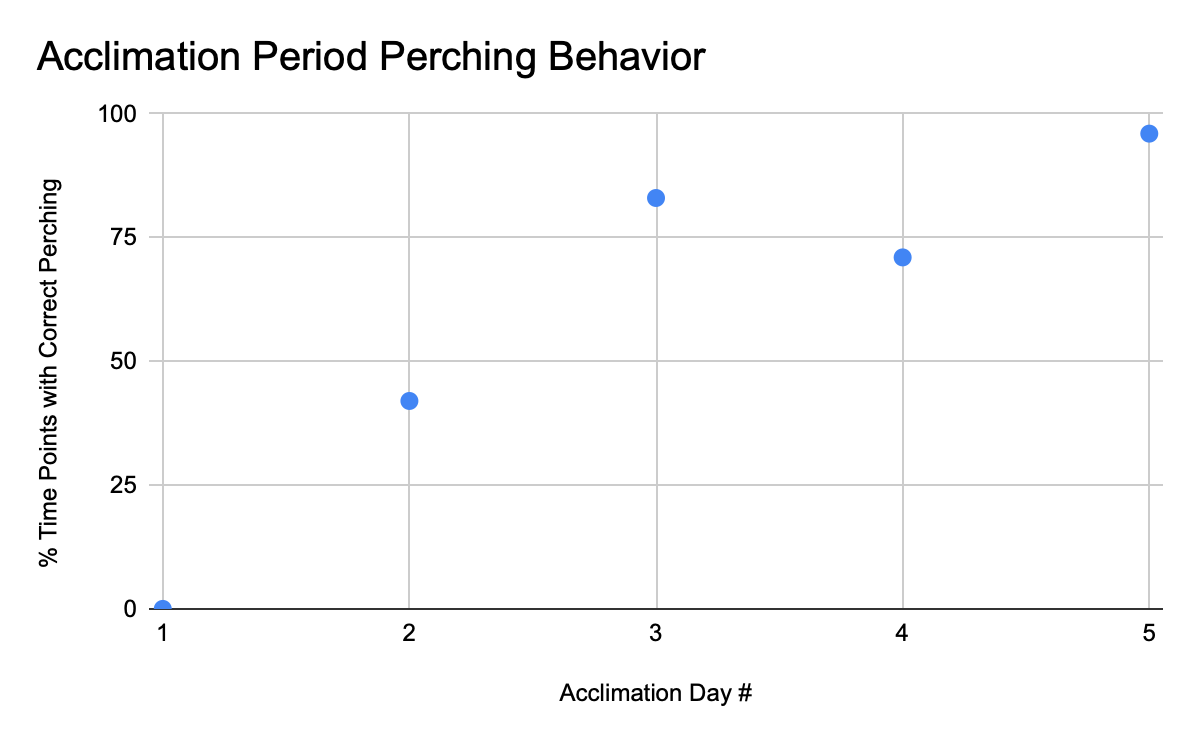 Acclimation Period Perching Behavior
% Time Points with Correct Perching
100
75
50
25
0
1 2 3 4 5
Acclimation Day #